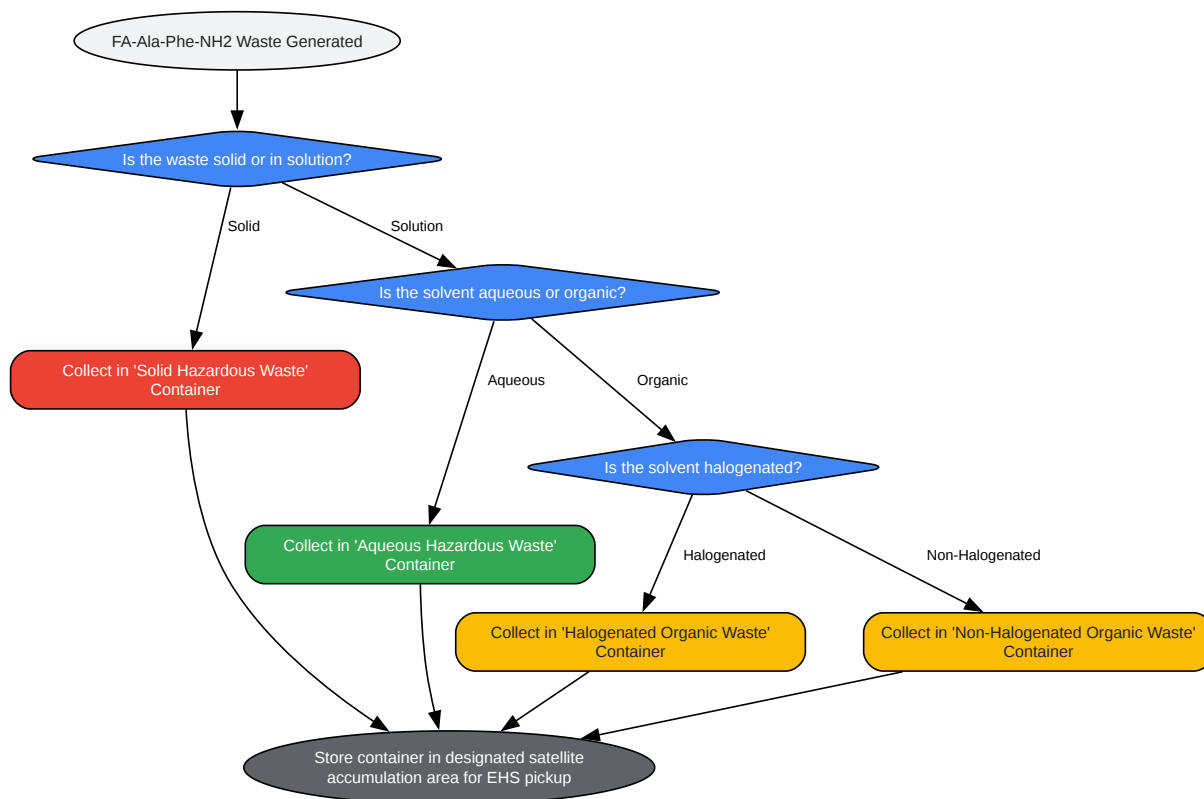 FA-Ala-Phe-NH2 Waste Generated
Is the waste solid or in solution?
Solid
Solution
Is the solvent aqueous or organic?
Collect in 'Solid Hazardous Waste'
Container
Aqueous
Organic
Is the solvent halogenated?
Collect in 'Aqueous Hazardous Waste'
Container
Halogenated
Non-Halogenated
Collect in 'Halogenated Organic Waste'
Container
Collect in 'Non-Halogenated Organic Waste'
Container
Store container in designated satellite
accumulation area for EHS pickup